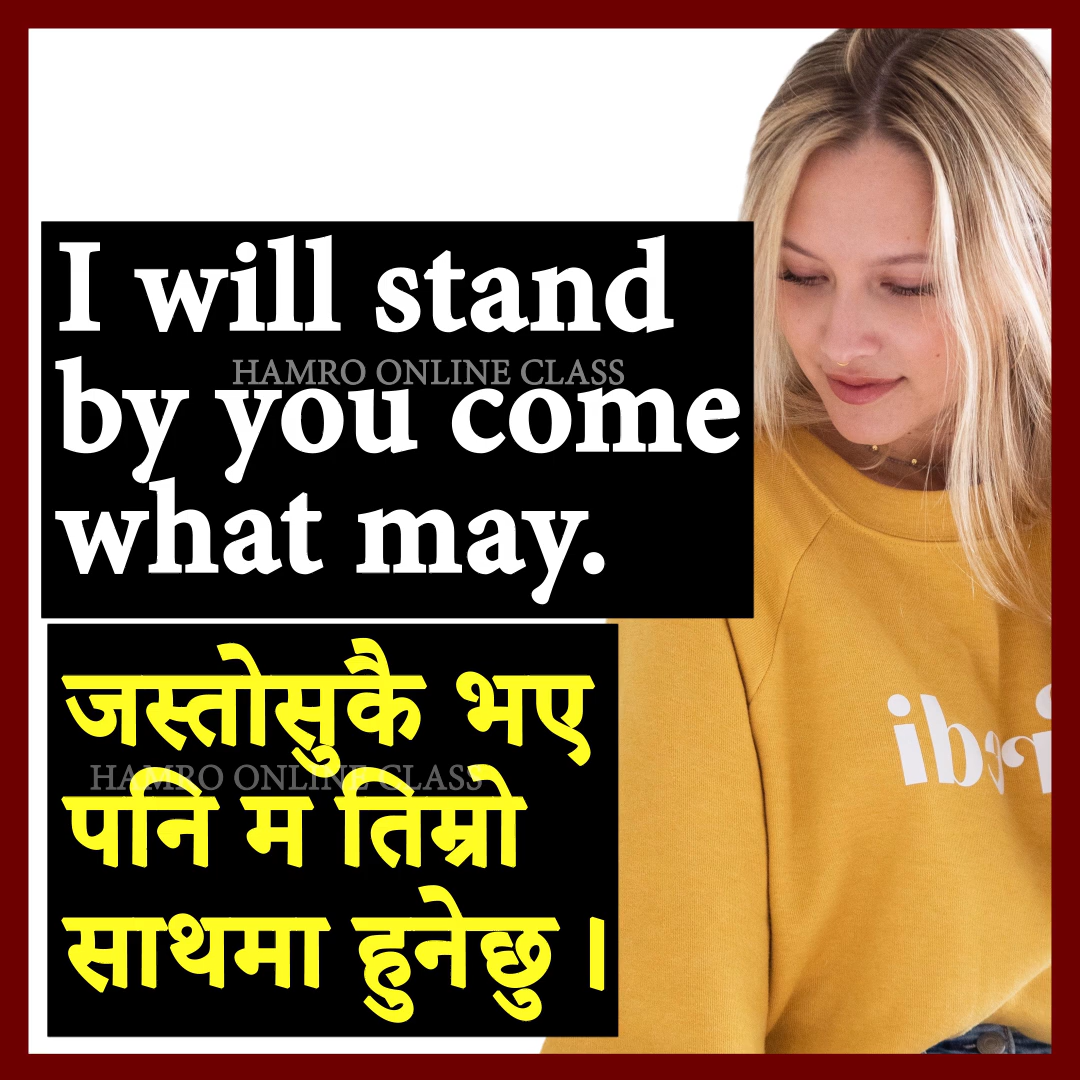 I will stand
HAMRO ONLINE CLASS
by you come
what may.
जस्तोसुकै भए
HAMRO ONLINE CLASS
पनि म तिम्रो
साथमा हुनेछु ।